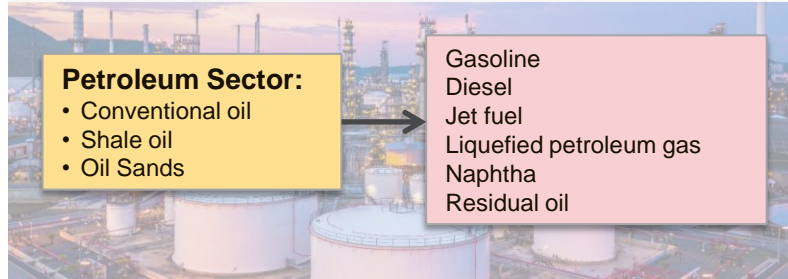 Petroleum Sector:
• Conventional oil
• Shale oil
• Oil Sands
Gasoline
Diesel
Jet fuel
Liquefied petroleum gas
Naphtha
Residual oil